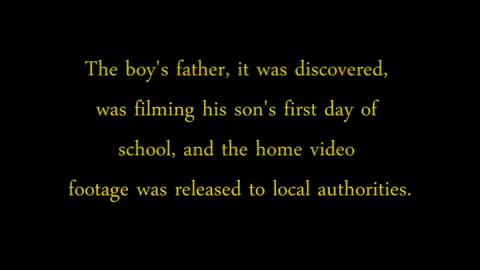 The boy's father, it was discovered,
was filming his son's first day of
school, and the home video
footage was released to local authorities.